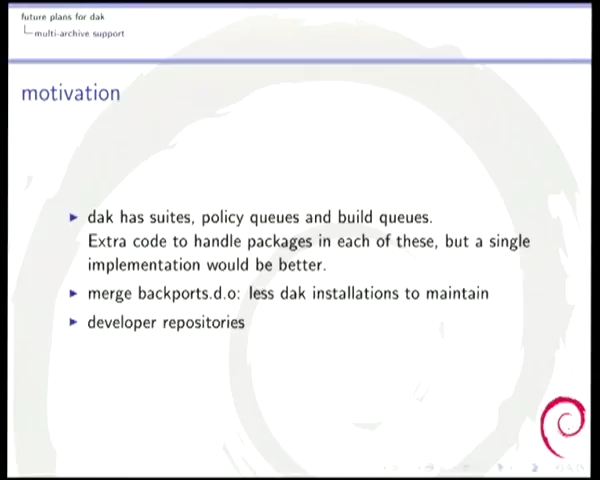 future plans for dak
multi-archive support
motivation
dak has suites, policy queues and build queues.
Extra code to handle packages in each of these, but a single
implementation would be better.
merge backports.d.o: less dak installations to maintain
developer repositories